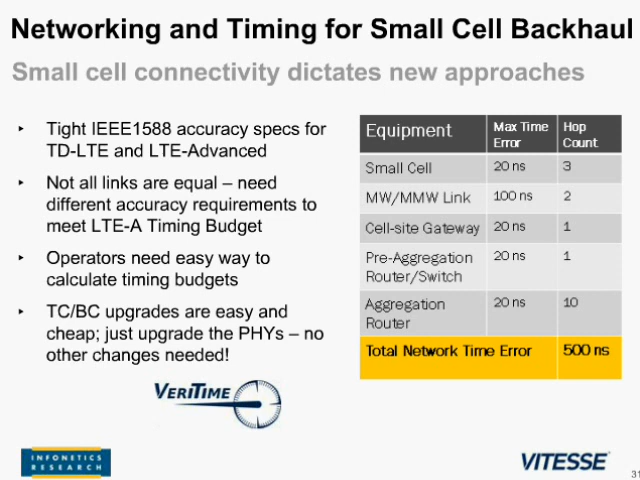 Networking and Timing for Small Cell Backhaul
Small cell connectivity dictates new approaches
‣ Tight IEEE1588 accuracy specs for
TD-LTE and LTE-Advanced
‣ Not all links are equal – need
different accuracy requirements to
meet LTE-A Timing Budget
‣ Operators need easy way to
calculate timing budgets
‣ TC/BC upgrades are easy and
cheap; just upgrade the PHYs – no
other changes needed!
VERITIME
Equipment Max Time Hop
Error Count
Small Cell 20 ns 3
MW/MMW Link 100 ns 2
Cell-site Gateway 20 ns 1
Pre-Aggregation 20 ns 1
Router/Switch
Aggregation 20 ns 10
Router
Total Network Time Error 500 ns
INFONETICS
RESEARCH
VITESSE
31